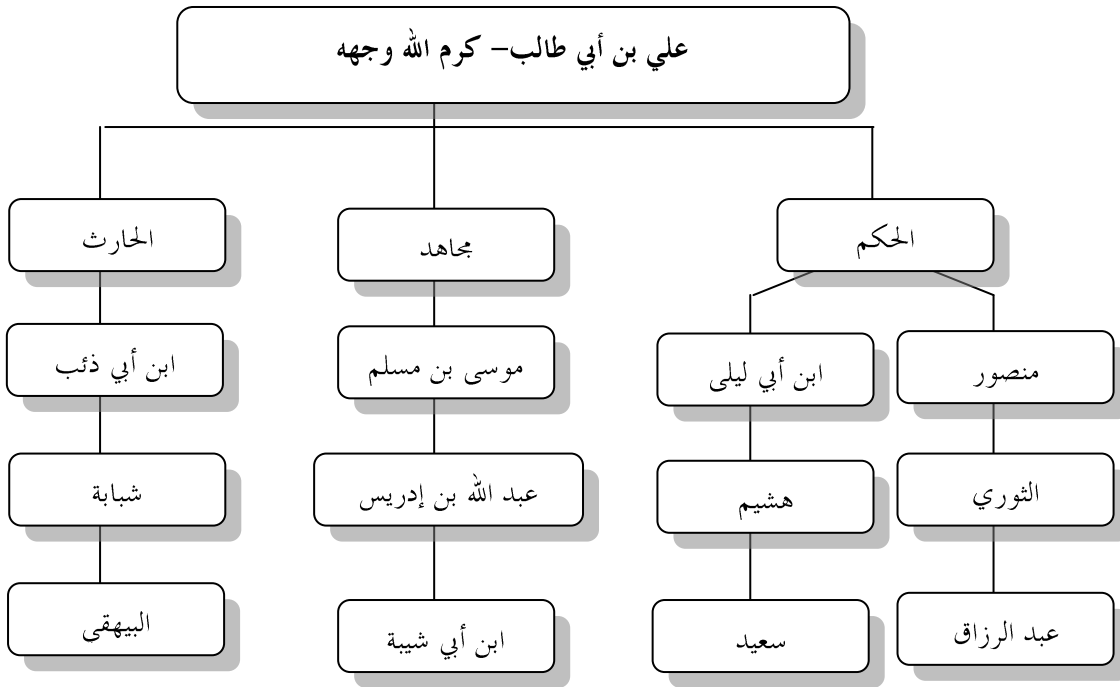 علي بن أبي طالب– كرم الله وجهه
الحكم
مجاهد
الحارث
منصور
ابن أبي ليلى
موسى بن مسلم
ابن أبي ذئب
الثوري
هشيم
عبد الله بن إدريس
شبابة
عبد الرزاق
سعيد
ابن أبي شيبة
البيهقي